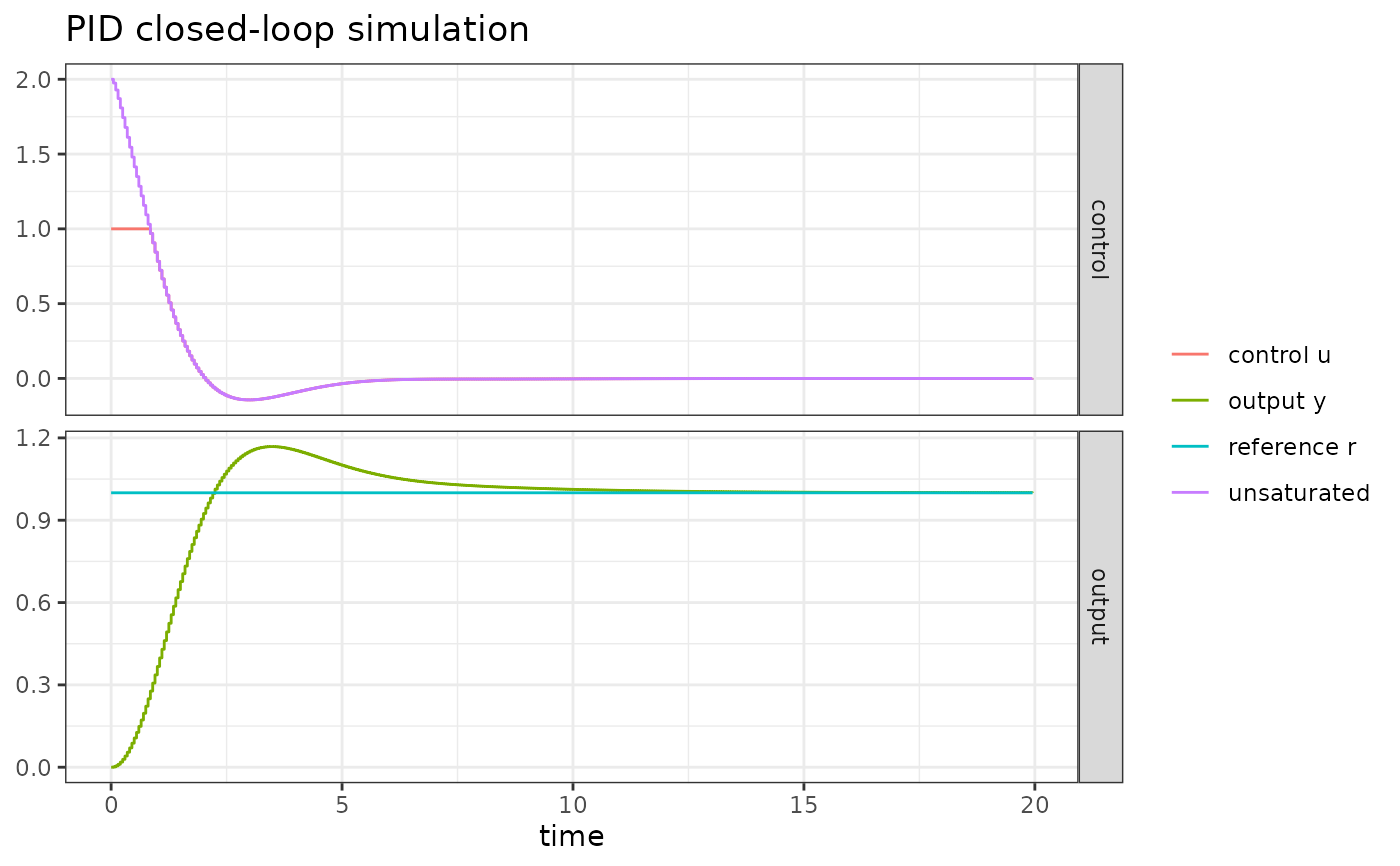 PID closed-loop simulation
2.0
1.5
1.0
0.5
0.0
control
1.2
0.9
0.6
0.3
0.0
output
0 5 10 15 20
time
control u
output y
reference r
unsaturated